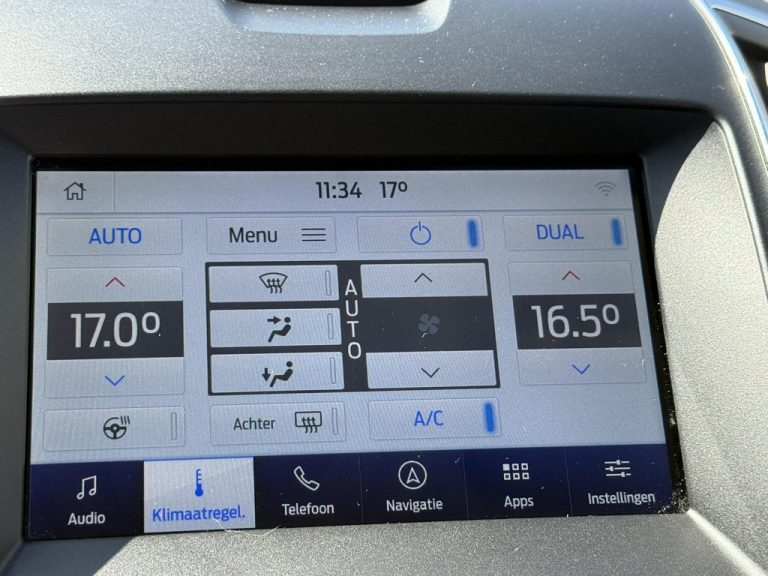 11:34 17°
AUTO
Menu
DUAL
17.0°
AUTO
16.5°
Achter
A/C
Audio
Klimaatregel.
Telefoon
Navigatie
Apps
Instellingen